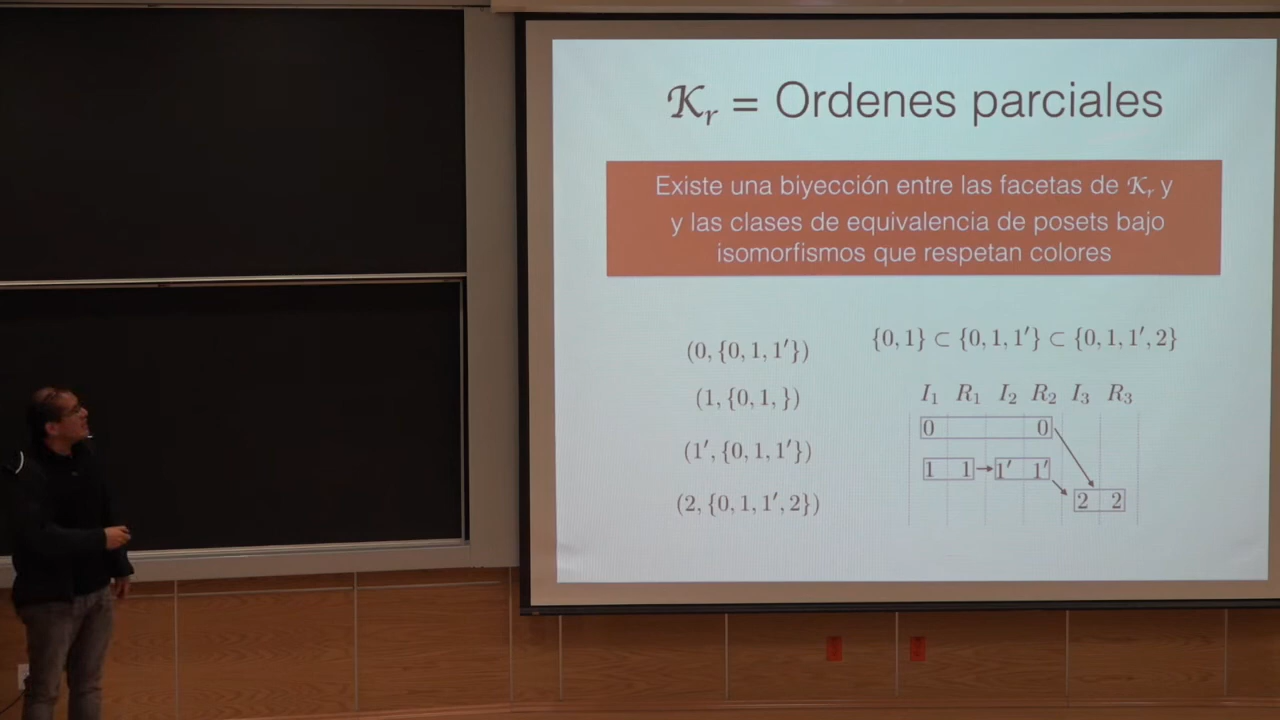 𝒦ᵣ = Ordenes parciales
Existe una biyección entre las facetas de 𝒦ᵣ y
y las clases de equivalencia de posets bajo
isomorfismos que respetan colores
(0, {0, 1, 1′})
(1, {0, 1, })
(1′, {0, 1, 1′})
(2, {0, 1, 1′, 2})
{0, 1} ⊂ {0, 1, 1′} ⊂ {0, 1, 1′, 2}
I₁ R₁ I₂ R₂ I₃ R₃
0 0
1 1 → 1′ 1′
2 2